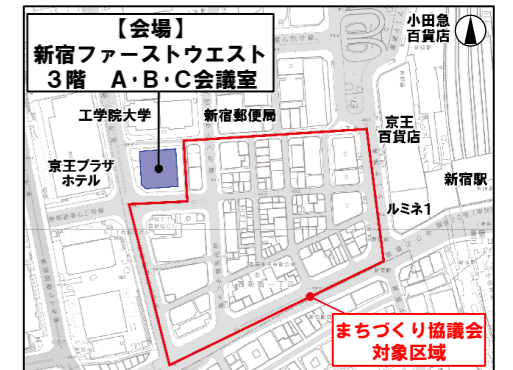 【会場】
新宿ファーストウエスト
３階 A･B･C会議室
小田急
百貨店
工学院大学
新宿郵便局
京王
百貨店
京王プラザ
ホテル
新宿駅
ルミネ1
まちづくり協議会
対象区域